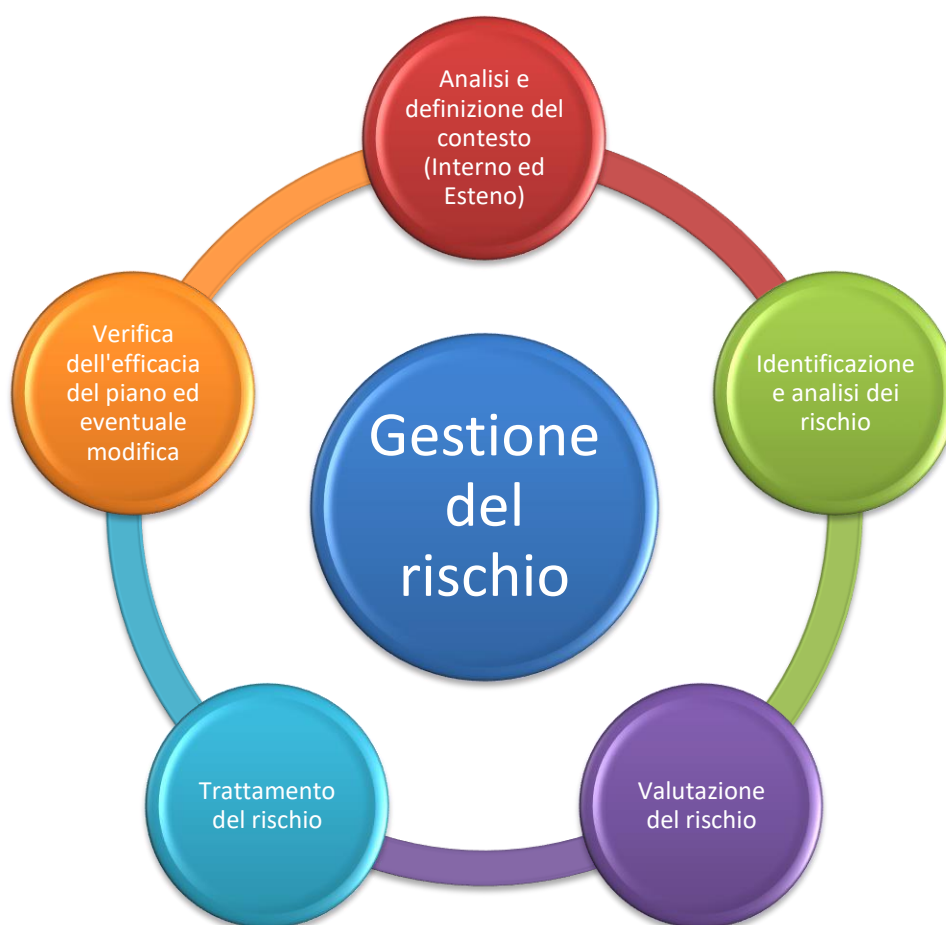 Analisi e
definizione del
contesto
(Interno ed
Esteno)
Identificazione
e analisi dei
rischio
Valutazione
del rischio
Trattamento
del rischio
Verifica
dell'efficacia
del piano ed
eventuale
modifica
Gestione
del
rischio